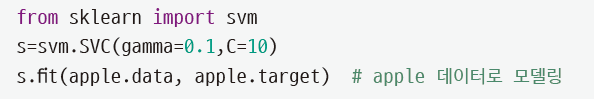 from sklearn import svm
s=svm.SVC(gamma=0.1,C=10)
s.fit(apple.data, apple.target)  # apple 데이터로 모델링